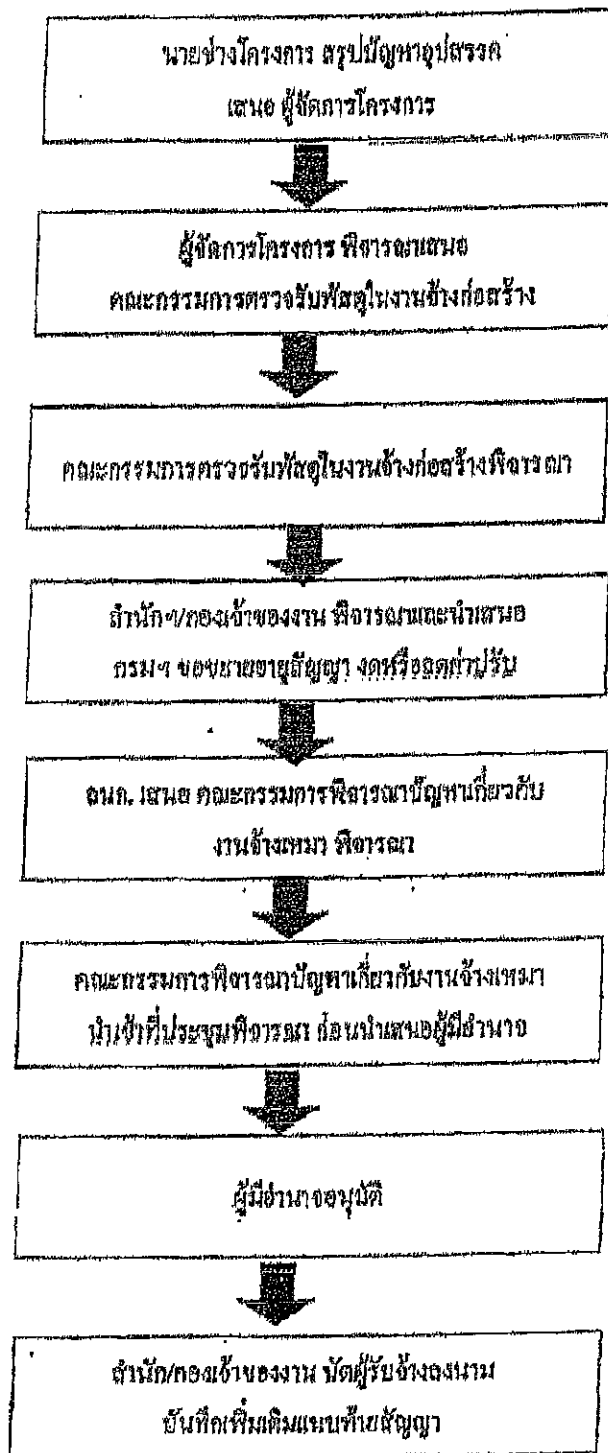 นายช่างโครงการ สรุปปัญหาอุปสรรค
เสนอ ผู้จัดการโครงการ
ผู้จัดการโครงการ พิจารณาเสนอ
คณะกรรมการตรวจรับพัสดุในงานจ้างก่อสร้าง
คณะกรรมการตรวจรับพัสดุในงานจ้างก่อสร้างพิจารณา
สำนักฯ/กองเจ้าของงาน พิจารณาและนำเสนอ
กรมฯ ขอขยายอายุสัญญา งดหรือลดค่าปรับ
เสนอ คณะกรรมการพิจารณาปัญหาเกี่ยวกับ
งานจ้างเหมา พิจารณา
คณะกรรมการพิจารณาปัญหาเกี่ยวกับงานจ้างเหมา
นำเข้าที่ประชุมพิจารณา ก่อนนำเสนอผู้มีอำนาจ
ผู้มีอำนาจอนุมัติ
สำนัก/กองเจ้าของงาน นัดผู้รับจ้างลงนาม
บันทึกเพิ่มเติมแนบท้ายสัญญา